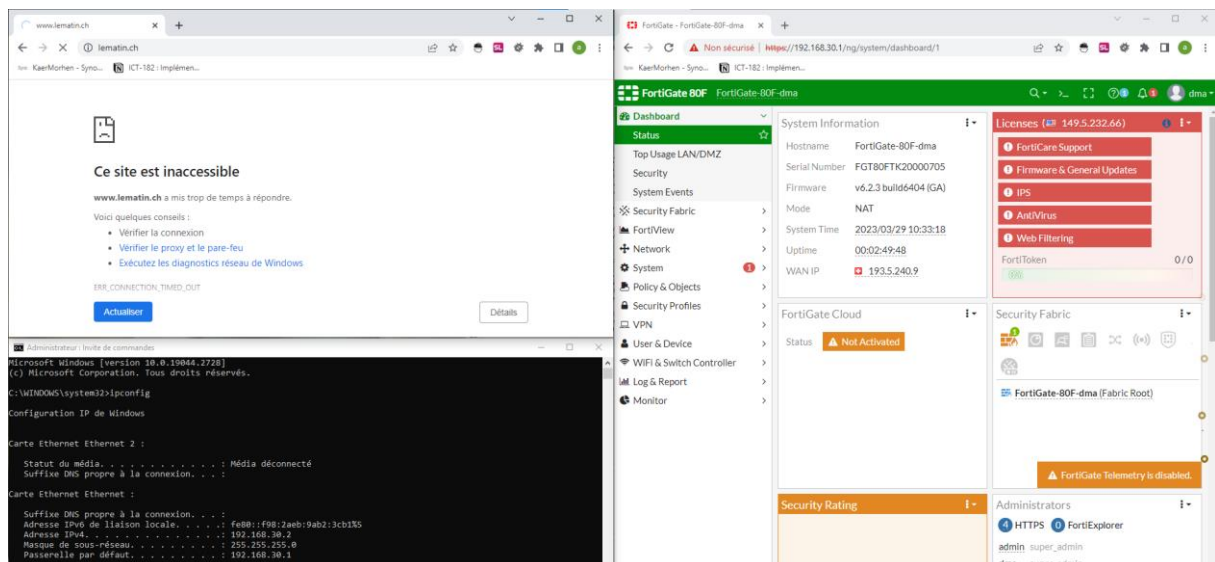 www.lematin.ch
lematin.ch
KaerMorhen - Syno...
ICT-182 : Implémen...
Ce site est inaccessible
www.lematin.ch a mis trop de temps à répondre.
Voici quelques conseils :
Vérifier la connexion
Vérifier le proxy et le pare-feu
Exécutez les diagnostics réseau de Windows
ERR_CONNECTION_TIMED_OUT
Actualiser
Détails
Administrateur : Invite de commandes
Microsoft Windows [version 10.0.19044.2728]
(c) Microsoft Corporation. Tous droits réservés.
C:\WINDOWS\system32>ipconfig
Configuration IP de Windows
Carte Ethernet Ethernet 2 :
Statut du média. . . . . . . . . . . . : Média déconnecté
Suffixe DNS propre à la connexion. . . :
Carte Ethernet Ethernet :
Suffixe DNS propre à la connexion. . . :
Adresse IPv6 de liaison locale. . . . .: fe80::f98:2aeb:9ab2:3cb1%5
Adresse IPv4. . . . . . . . . . . . . .: 192.168.30.2
Masque de sous-réseau. . . . . . . . . : 255.255.255.0
Passerelle par défaut. . . . . . . . . : 192.168.30.1
FortiGate - FortiGate-80F-dma
Non sécurisé | https://192.168.30.1/ng/system/dashboard/1
KaerMorhen - Syno...
ICT-182 : Implémen...
FortiGate 80F FortiGate-80F-dma
dma
Dashboard
Status
Top Usage LAN/DMZ
Security
System Events
Security Fabric
FortiView
Network
System 1
Policy & Objects
Security Profiles
VPN
User & Device
WiFi & Switch Controller
Log & Report
Monitor
System Information
Hostname FortiGate-80F-dma
Serial Number FGT80FTK20000705
Firmware v6.2.3 build6404 (GA)
Mode NAT
System Time 2023/03/29 10:33:18
Uptime 00:02:49:48
WAN IP 193.5.240.9
Licenses (149.5.232.66)
FortiCare Support
Firmware & General Updates
IPS
AntiVirus
Web Filtering
FortiToken 0/0
FortiGate Cloud
Status Not Activated
Security Fabric
FortiGate-80F-dma (Fabric Root)
FortiGate Telemetry is disabled.
Security Rating
Administrators
4 HTTPS 0 FortiExplorer
admin super_admin